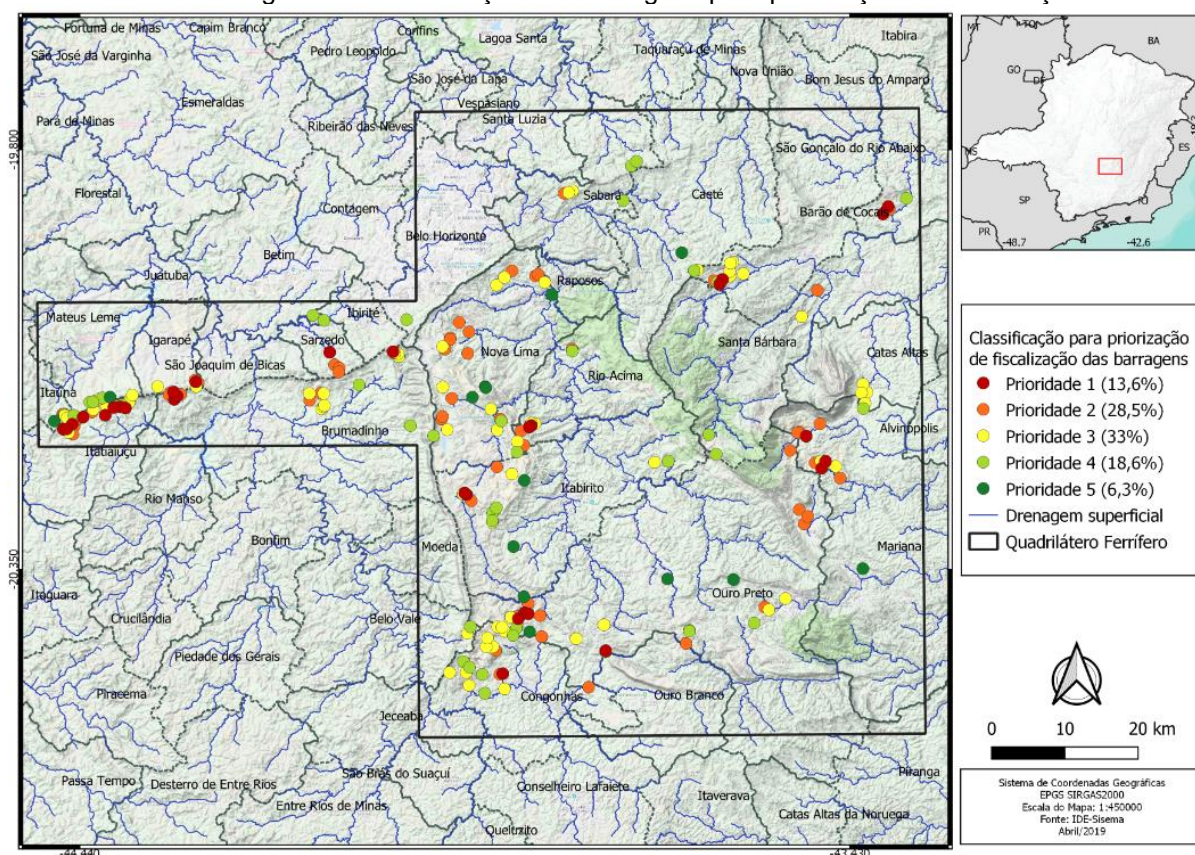 Fortuna de Minas
Capim Branco
Confins
Lagoa Santa
Itabira
São José da Varginha
Pedro Leopoldo
Taquaraçu de Minas
Nova União
São José da Lapa
Bom Jesus do Amparo
Esmeraldas
Vespasiano
Santa Luzia
Pará de Minas
Ribeirão das Neves
São Gonçalo do Rio Abaixo
-19.800
Florestal
Contagem
Sabará
Caeté
Barão de Cocais
Belo Horizonte
Betim
Juatuba
Raposos
Mateus Leme
Ibirité
Igarapé
Sarzedo
Nova Lima
Santa Bárbara
Catas Altas
São Joaquim de Bicas
Rio Acima
Itaúna
Brumadinho
Alvinópolis
Itatiaiuçu
Rio Manso
Itabirito
Bonfim
Moeda
Mariana
-20.350
Itaguara
Ouro Preto
Crucilândia
Belo Vale
Piedade dos Gerais
Piracema
Congonhas
Ouro Branco
Jeceaba
Passa Tempo
Desterro de Entre Rios
São Brás do Suaçuí
Conselheiro Lafaiete
Piranga
Entre Rios de Minas
Itaverava
Catas Altas da Noruega
Queluzito
-44.440
-43.430
MT
TO
BA
GO
DF
MS
ES
SP
RJ
PR
-48.7
-42.6
Classificação para priorização
de fiscalização das barragens
Prioridade 1 (13,6%)
Prioridade 2 (28,5%)
Prioridade 3 (33%)
Prioridade 4 (18,6%)
Prioridade 5 (6,3%)
Drenagem superficial
Quadrilátero Ferrífero
0 10 20 km
Sistema de Coordenadas Geográficas
EPGS SIRGAS2000
Escala do Mapa: 1:450000
Fonte: IDE-Sisema
Abril/2019